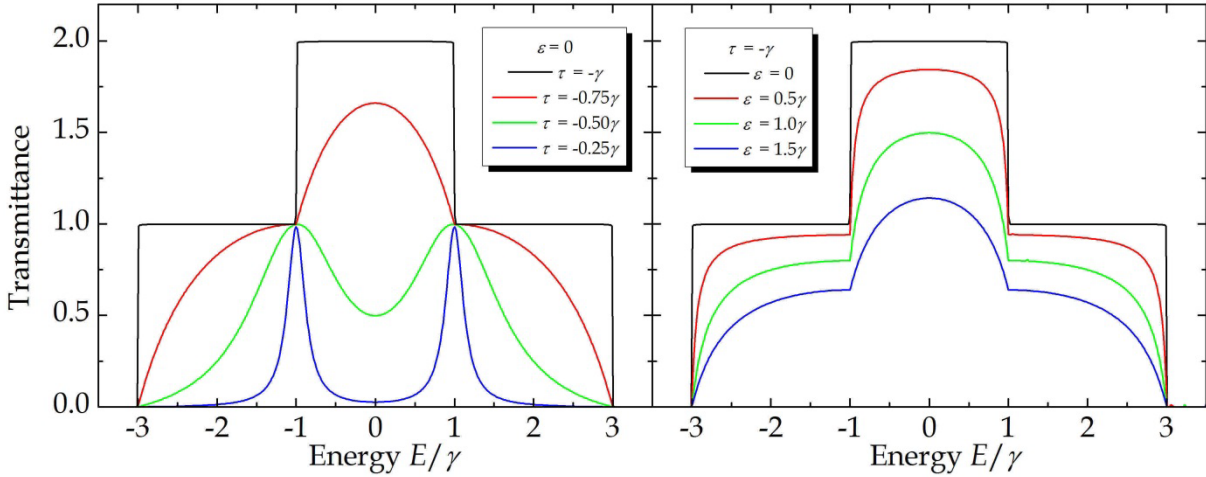 Transmittance
2.0
1.5
1.0
0.5
0.0
ε = 0
τ = -γ
τ = -0.75γ
τ = -0.50γ
τ = -0.25γ
τ = -γ
ε = 0
ε = 0.5γ
ε = 1.0γ
ε = 1.5γ
-3 -2 -1 0 1 2 3
-3 -2 -1 0 1 2 3
Energy E/γ
Energy E/γ